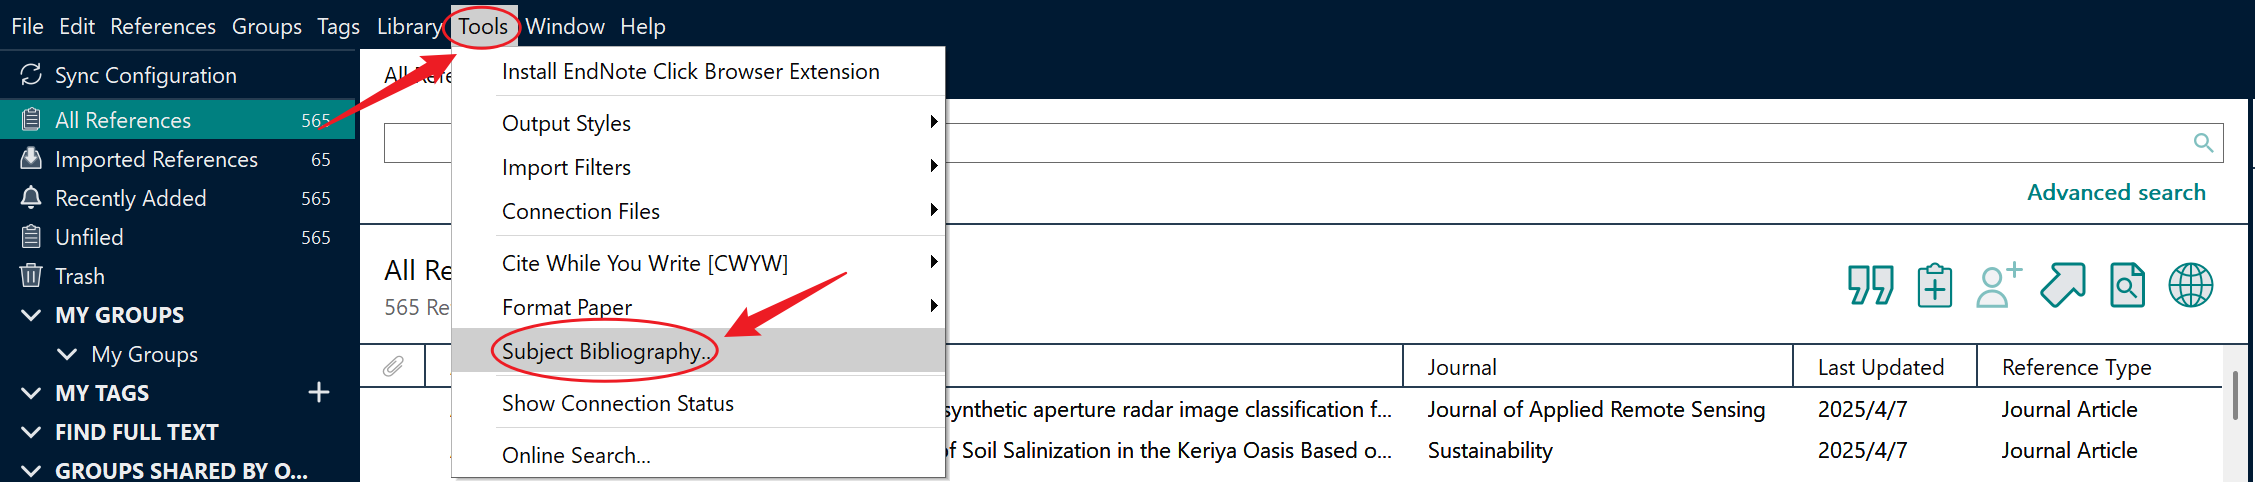 File Edit References Groups Tags Library Tools Window Help
Sync Configuration
All References 565
Imported References 65
Recently Added 565
Unfiled 565
Trash
MY GROUPS
My Groups
MY TAGS
FIND FULL TEXT
GROUPS SHARED BY O...
Install EndNote Click Browser Extension
Output Styles
Import Filters
Connection Files
Cite While You Write [CWYW]
Format Paper
Subject Bibliography...
Show Connection Status
Online Search...
All
Advanced search
All Re
565 Re
Journal Last Updated Reference Type
synthetic aperture radar image classification f... Journal of Applied Remote Sensing 2025/4/7 Journal Article
of Soil Salinization in the Keriya Oasis Based o... Sustainability 2025/4/7 Journal Article